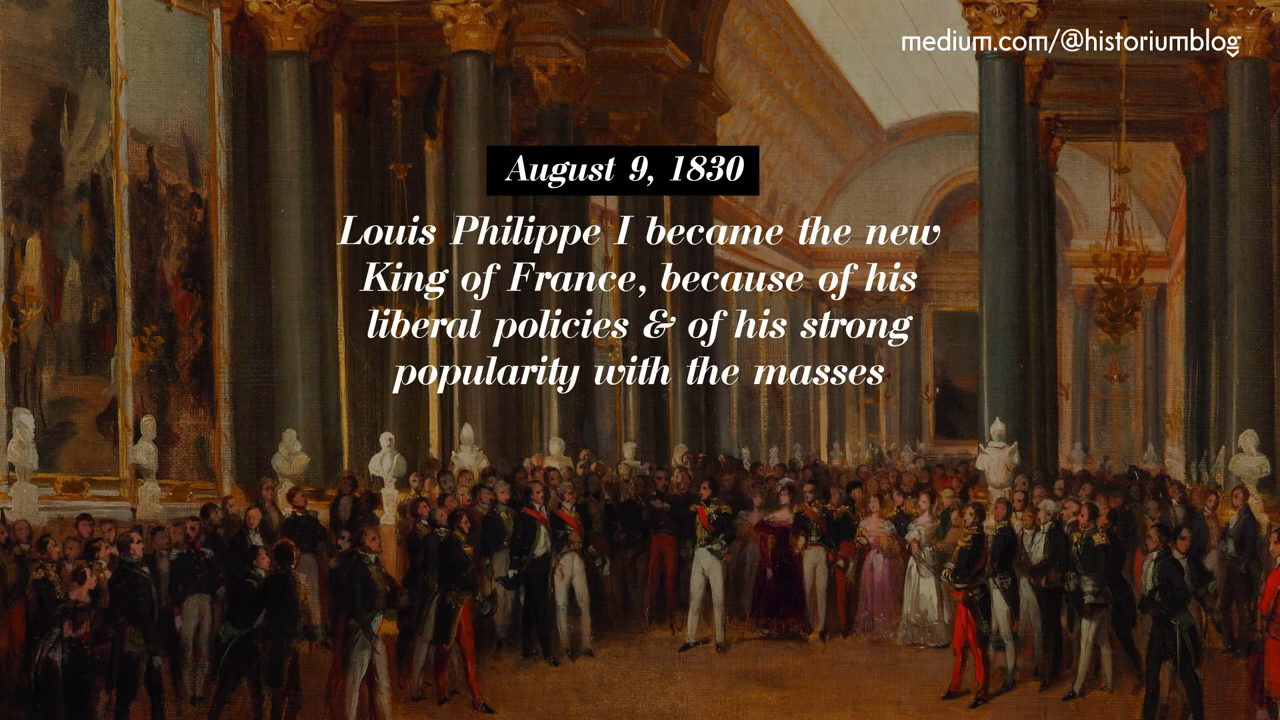 medium.com/@historiumblog
August 9, 1830
Louis Philippe I became the new
King of France, because of his
liberal policies & of his strong
popularity with the masses